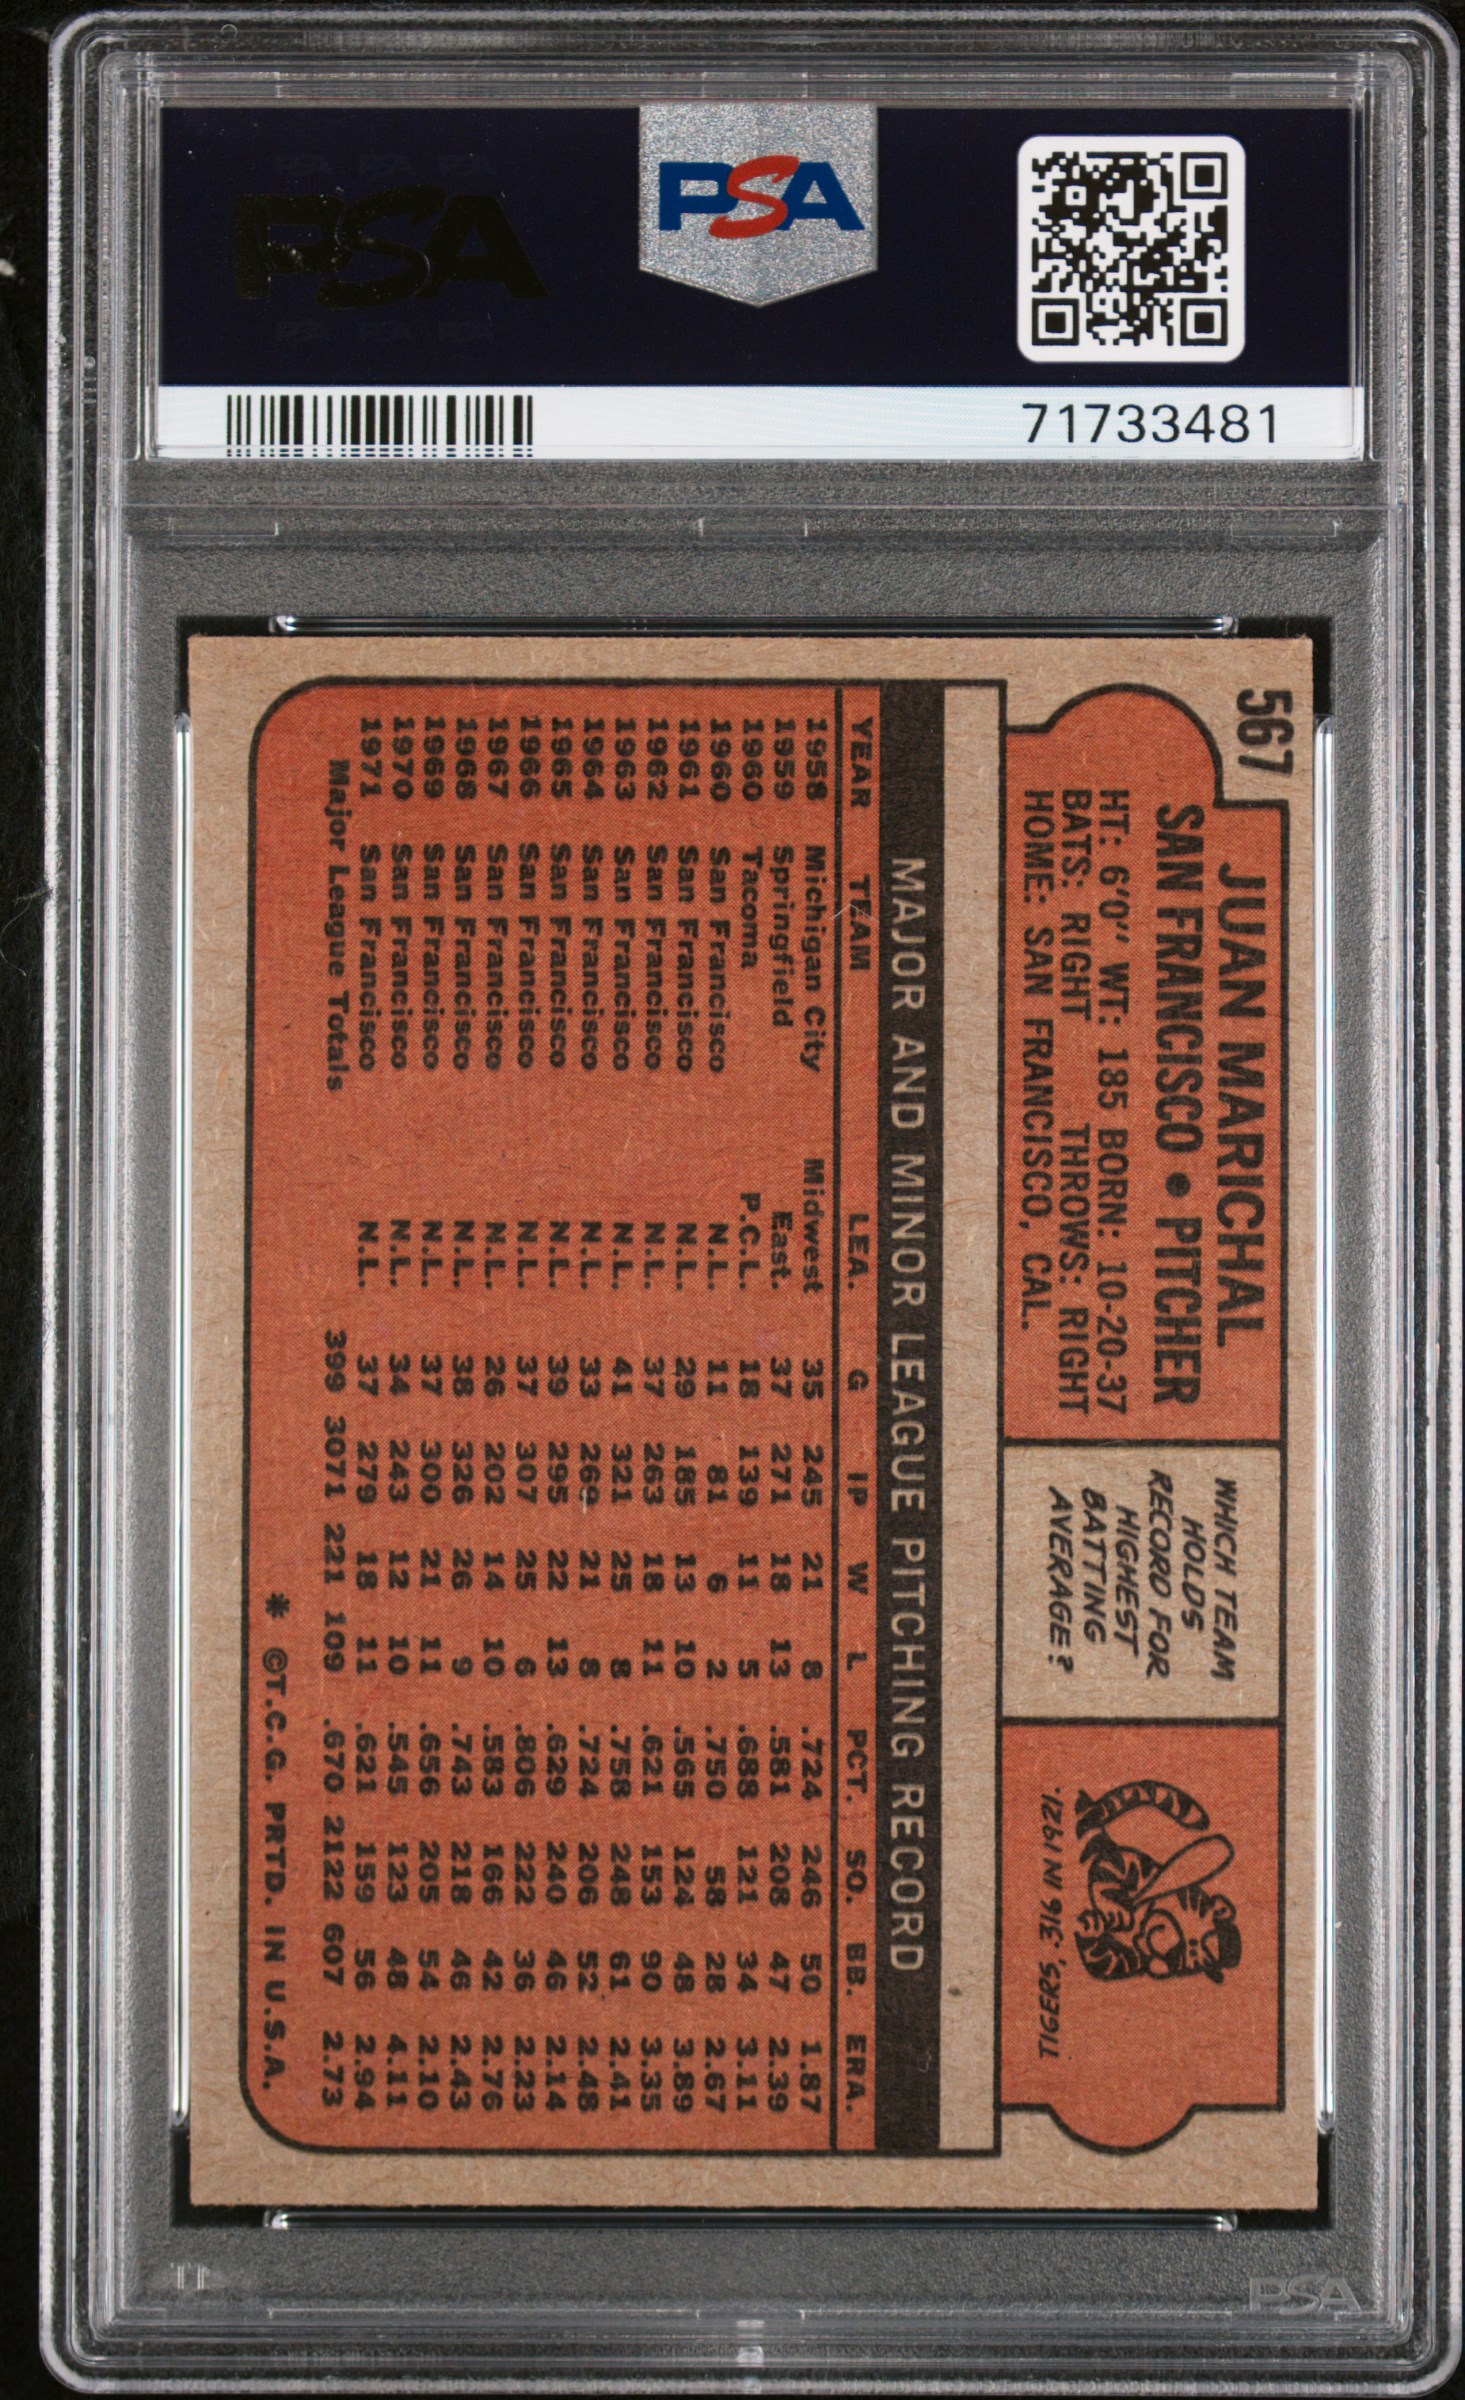 PSA
PSA
71733481
567
JUAN MARICHAL
SAN FRANCISCO • PITCHER
HT: 6'0" WT: 185 BORN: 10-20-37
BATS: RIGHT THROWS: RIGHT
HOME: SAN FRANCISCO, CAL.
WHICH TEAM
HOLDS
RECORD FOR
HIGHEST
BATTING
AVERAGE?
TIGERS, .316 IN 1921.
MAJOR AND MINOR LEAGUE PITCHING RECORD
YEAR TEAM LEA. G IP W L PCT. SO. BB. ERA.
1958 Michigan City Midwest 35 245 21 8 .724 246 50 1.87
1959 Springfield East. 37 271 18 13 .581 208 47 2.39
1960 Tacoma P.C.L. 18 139 11 5 .688 121 34 3.11
1960 San Francisco N.L. 11 81 6 2 .750 58 28 2.67
1961 San Francisco N.L. 29 185 13 10 .565 124 48 3.89
1962 San Francisco N.L. 37 263 18 11 .621 153 90 3.35
1963 San Francisco N.L. 41 321 25 8 .758 248 61 2.41
1964 San Francisco N.L. 33 269 21 8 .724 206 52 2.48
1965 San Francisco N.L. 39 295 22 13 .629 240 46 2.14
1966 San Francisco N.L. 37 307 25 6 .806 222 36 2.23
1967 San Francisco N.L. 26 202 14 10 .583 166 42 2.76
1968 San Francisco N.L. 38 326 26 9 .743 218 46 2.43
1969 San Francisco N.L. 37 300 21 11 .656 205 54 2.10
1970 San Francisco N.L. 34 243 12 10 .545 123 48 4.11
1971 San Francisco N.L. 37 279 18 11 .621 159 56 2.94
Major League Totals 399 3071 221 109 .670 2122 607 2.73
* ©T.C.G. PRTD. IN U.S.A.
PSA